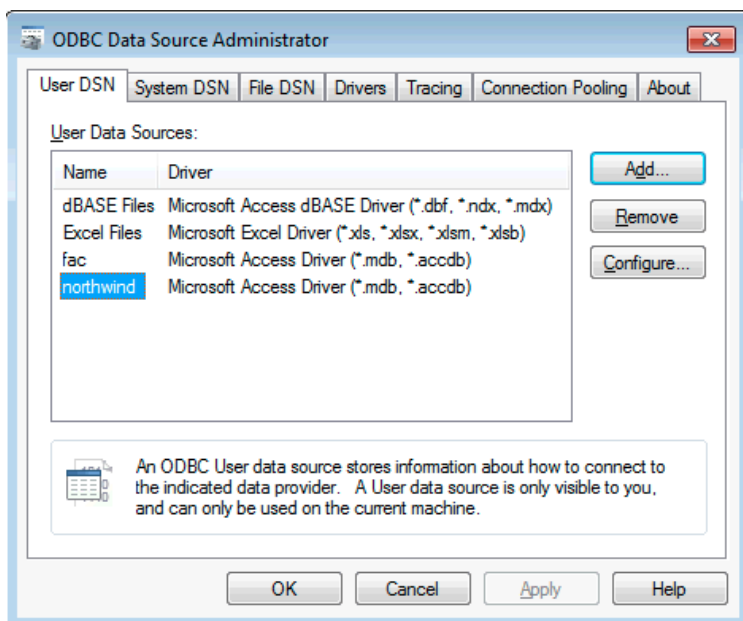 ODBC Data Source Administrator
User DSN System DSN File DSN Drivers Tracing Connection Pooling About
User Data Sources:
Name Driver
Add...
dBASE Files Microsoft Access dBASE Driver (*.dbf, *.ndx, *.mdx)
Remove
Excel Files Microsoft Excel Driver (*.xls, *.xlsx, *.xlsm, *.xlsb)
fac Microsoft Access Driver (*.mdb, *.accdb)
Configure...
northwind Microsoft Access Driver (*.mdb, *.accdb)
An ODBC User data source stores information about how to connect to
the indicated data provider. A User data source is only visible to you,
and can only be used on the current machine.
OK Cancel Apply Help